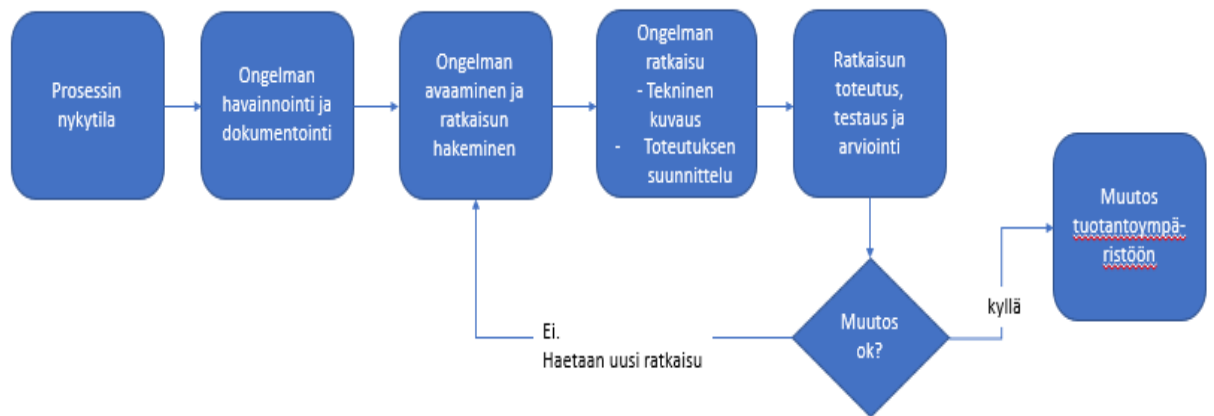 Prosessin
nykytila
Ongelman
havainnointi ja
dokumentointi
Ongelman
avaaminen ja
ratkaisun
hakeminen
Ongelman
ratkaisu
- Tekninen
kuvaus
- Toteutuksen
suunnittelu
Ratkaisun
toteutus,
testaus ja
arviointi
Muutos
ok?
Ei.
Haetaan uusi ratkaisu
kyllä
Muutos
tuotantoympä-
ristöön